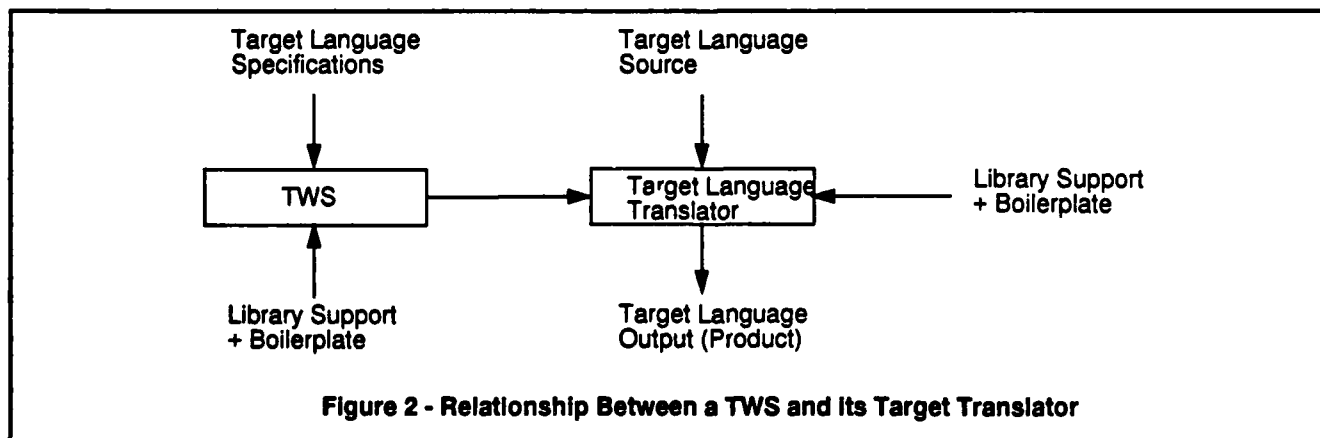 Target Language
Specifications
Target Language
Source
TWS
Target Language
Translator
Library Support
+ Boilerplate
Library Support
+ Boilerplate
Target Language
Output (Product)
Figure 2 - Relationship Between a TWS and Its Target Translator